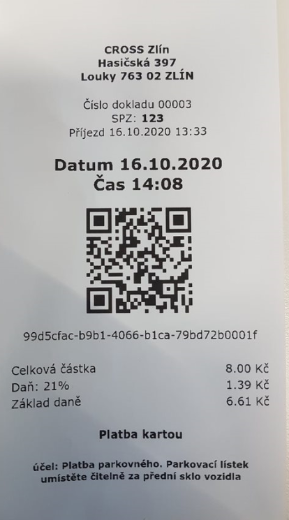 CROSS Zlín
Hasičská 397
Louky 763 02 ZLÍN
Číslo dokladu 00003
SPZ: 123
Příjezd 16.10.2020 13:33
Datum 16.10.2020
Čas 14:08
99d5cfac-b9b1-4066-b1ca-79bd72b0001f
Celková částka 8.00 Kč
Daň: 21% 1.39 Kč
Základ daně 6.61 Kč
Platba kartou
účel: Platba parkovného. Parkovací lístek
umístěte čitelně za přední sklo vozidla